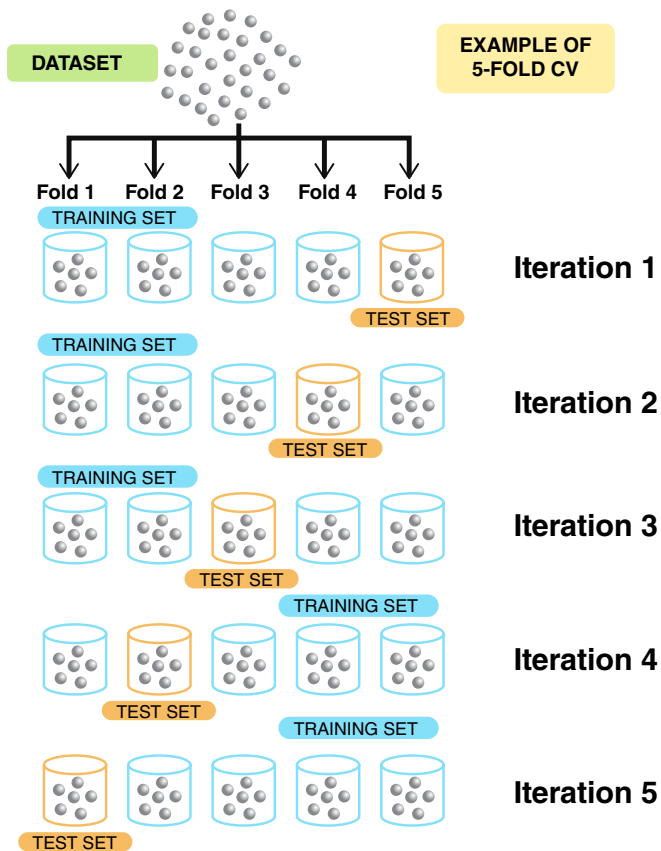 DATASET
EXAMPLE OF
5-FOLD CV
Fold 1 Fold 2 Fold 3 Fold 4 Fold 5
TRAINING SET
Iteration 1
TEST SET
TRAINING SET
Iteration 2
TEST SET
TRAINING SET
Iteration 3
TEST SET
TRAINING SET
Iteration 4
TEST SET
TRAINING SET
Iteration 5
TEST SET